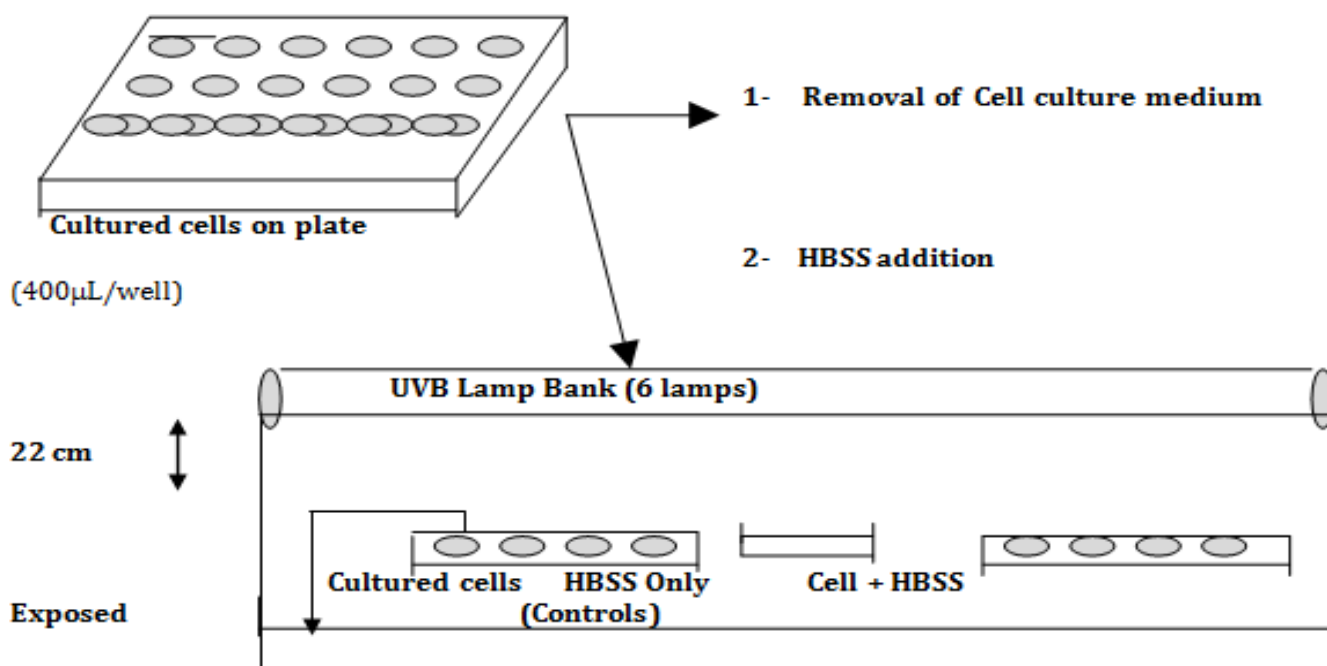 1- Removal of Cell culture medium
Cultured cells on plate
2- HBSS addition
(400µL/well)
UVB Lamp Bank (6 lamps)
22 cm
Cultured cells HBSS Only Cell + HBSS
Exposed (Controls)